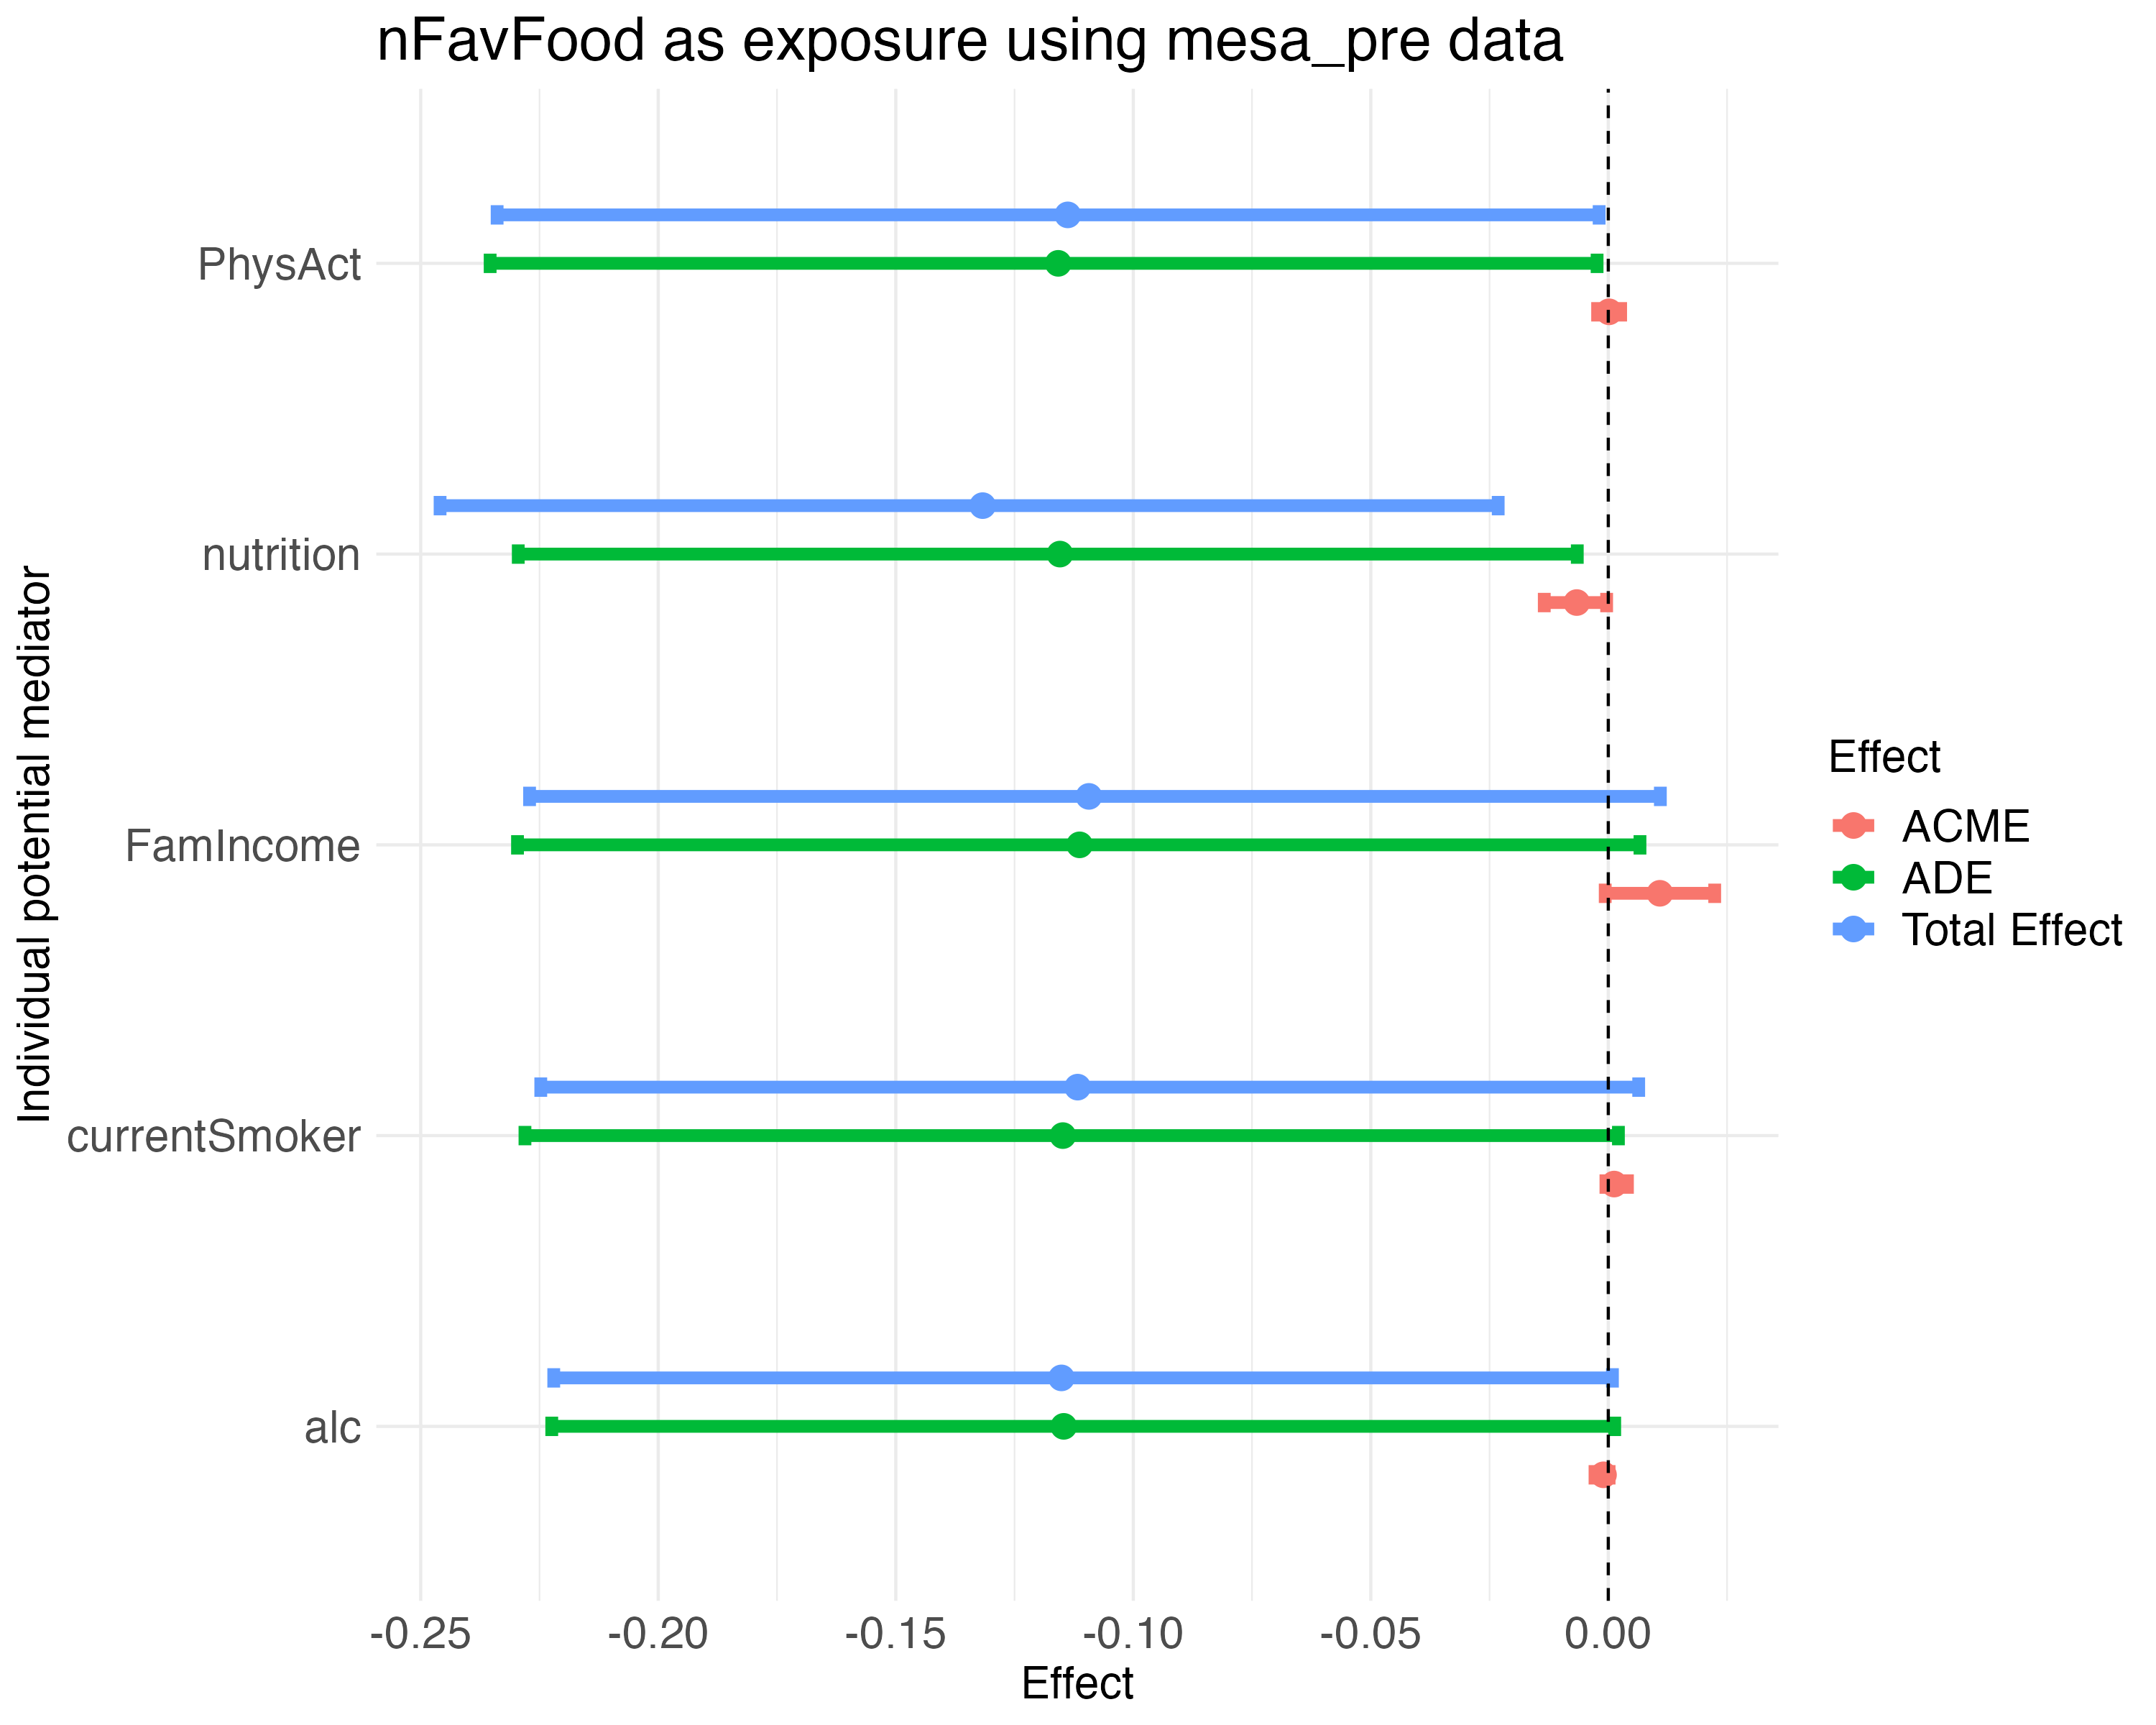 nFavFood as exposure using mesa_pre data
Individual potential mediator
PhysAct
nutrition
FamIncome
currentSmoker
alc
-0.25 -0.20 -0.15 -0.10 -0.05 0.00
Effect
Effect
ACME
ADE
Total Effect